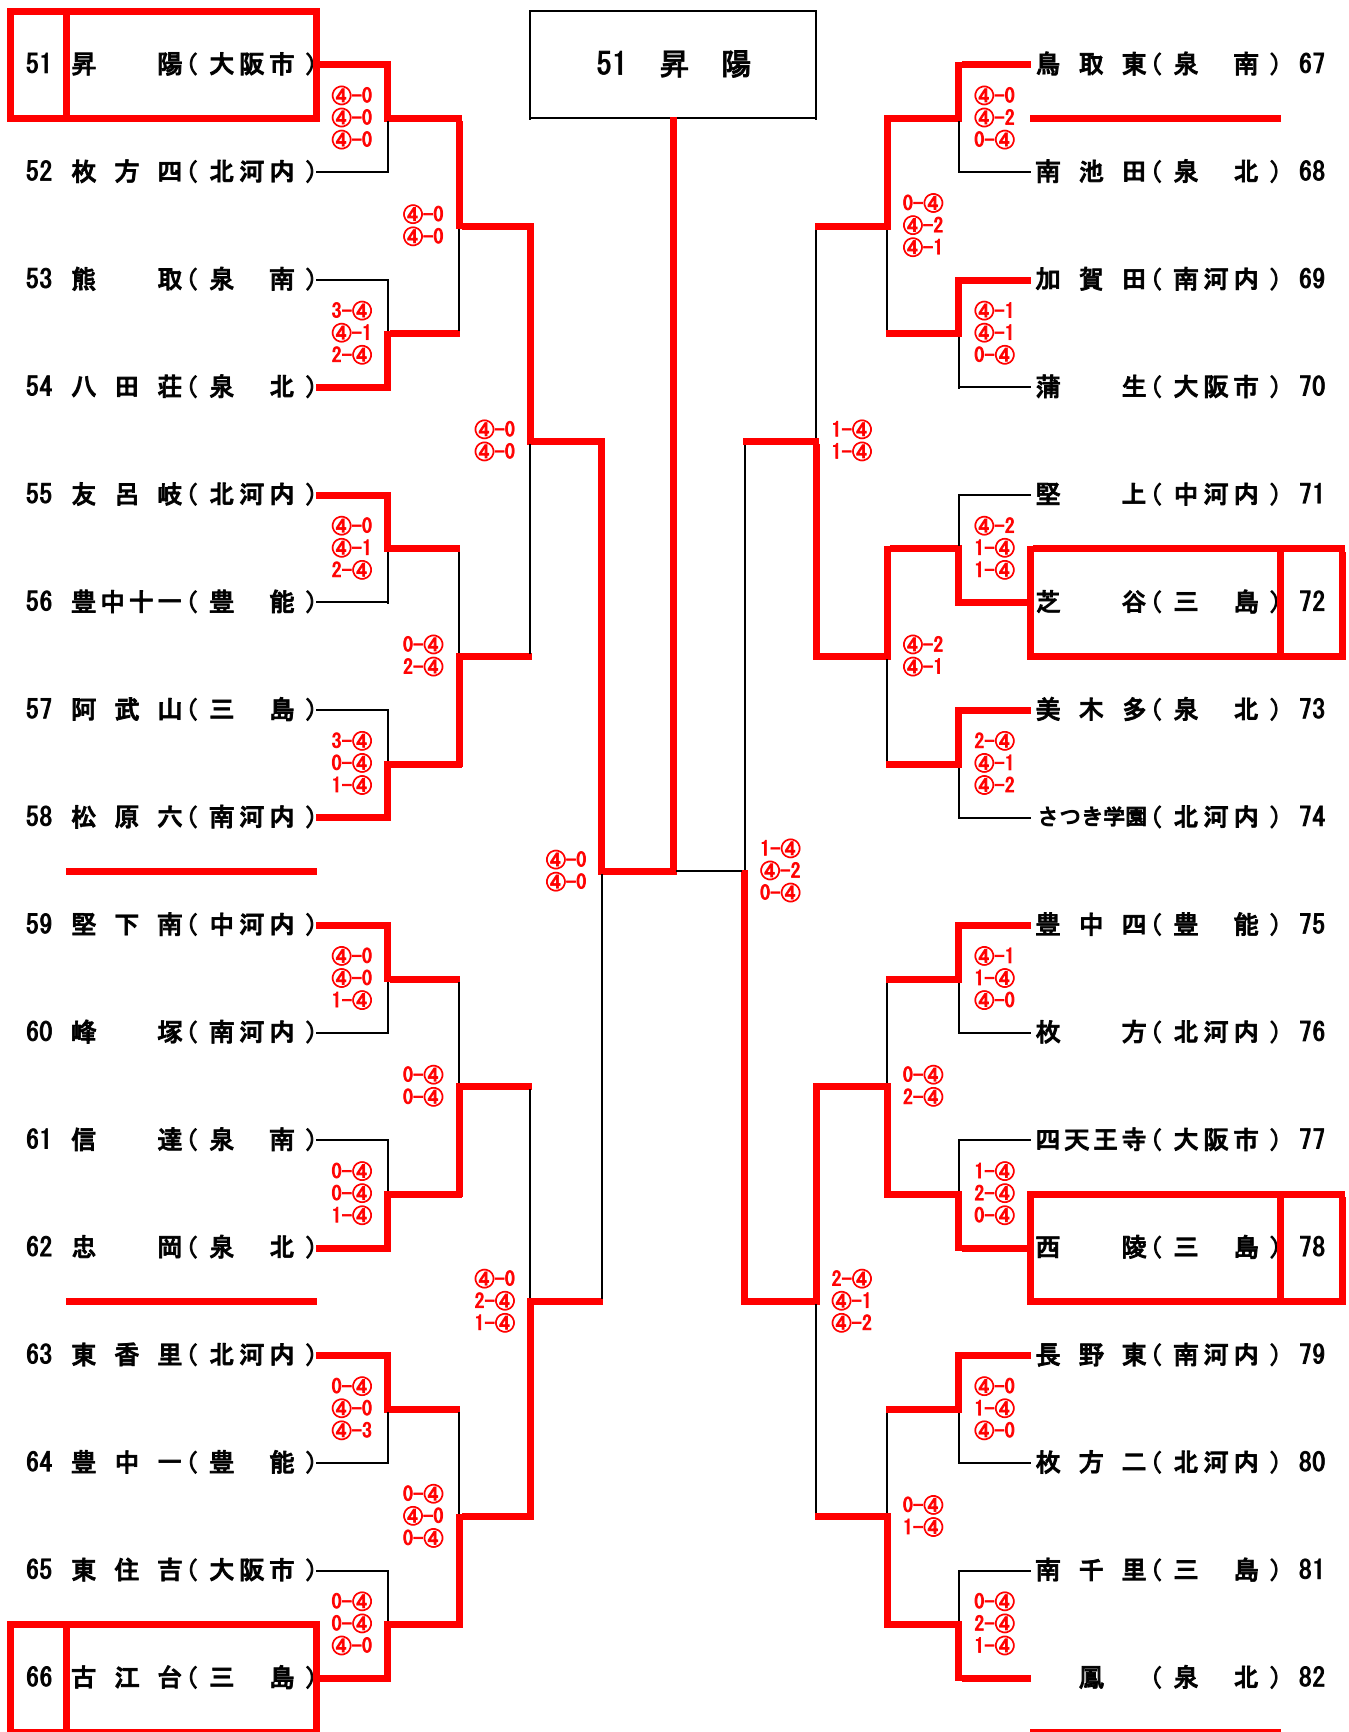 51 昇 陽
51 昇 陽(大阪市)
④-0
④-0
④-0
52 枚方四(北河内)
④-0
④-0
53 熊 取(泉 南)
3-④
④-1
2-④
54 八田荘(泉 北)
④-0
④-0
55 友呂岐(北河内)
④-0
④-1
2-④
56 豊中十一(豊 能)
0-④
2-④
57 阿武山(三 島)
3-④
0-④
1-④
58 松原六(南河内)
④-0
④-0
59 堅下南(中河内)
④-0
④-0
1-④
60 峰 塚(南河内)
0-④
0-④
61 信 達(泉 南)
0-④
0-④
1-④
62 忠 岡(泉 北)
④-0
2-④
1-④
63 東香里(北河内)
0-④
④-0
④-3
64 豊中一(豊 能)
0-④
④-0
0-④
65 東住吉(大阪市)
0-④
0-④
④-0
66 古江台(三 島)
鳥取東(泉 南) 67
④-0
④-2
0-④
南池田(泉 北) 68
0-④
④-2
④-1
加賀田(南河内) 69
④-1
④-1
0-④
蒲 生(大阪市) 70
1-④
1-④
堅 上(中河内) 71
④-2
1-④
1-④
芝 谷(三 島) 72
④-2
④-1
美木多(泉 北) 73
2-④
④-1
④-2
さつき学園(北河内) 74
1-④
④-2
0-④
豊中四(豊 能) 75
④-1
1-④
④-0
枚 方(北河内) 76
0-④
2-④
四天王寺(大阪市) 77
1-④
2-④
0-④
西 陵(三 島) 78
2-④
④-1
④-2
長野東(南河内) 79
④-0
1-④
④-0
枚方二(北河内) 80
0-④
1-④
南千里(三 島) 81
0-④
2-④
1-④
鳳 (泉 北) 82